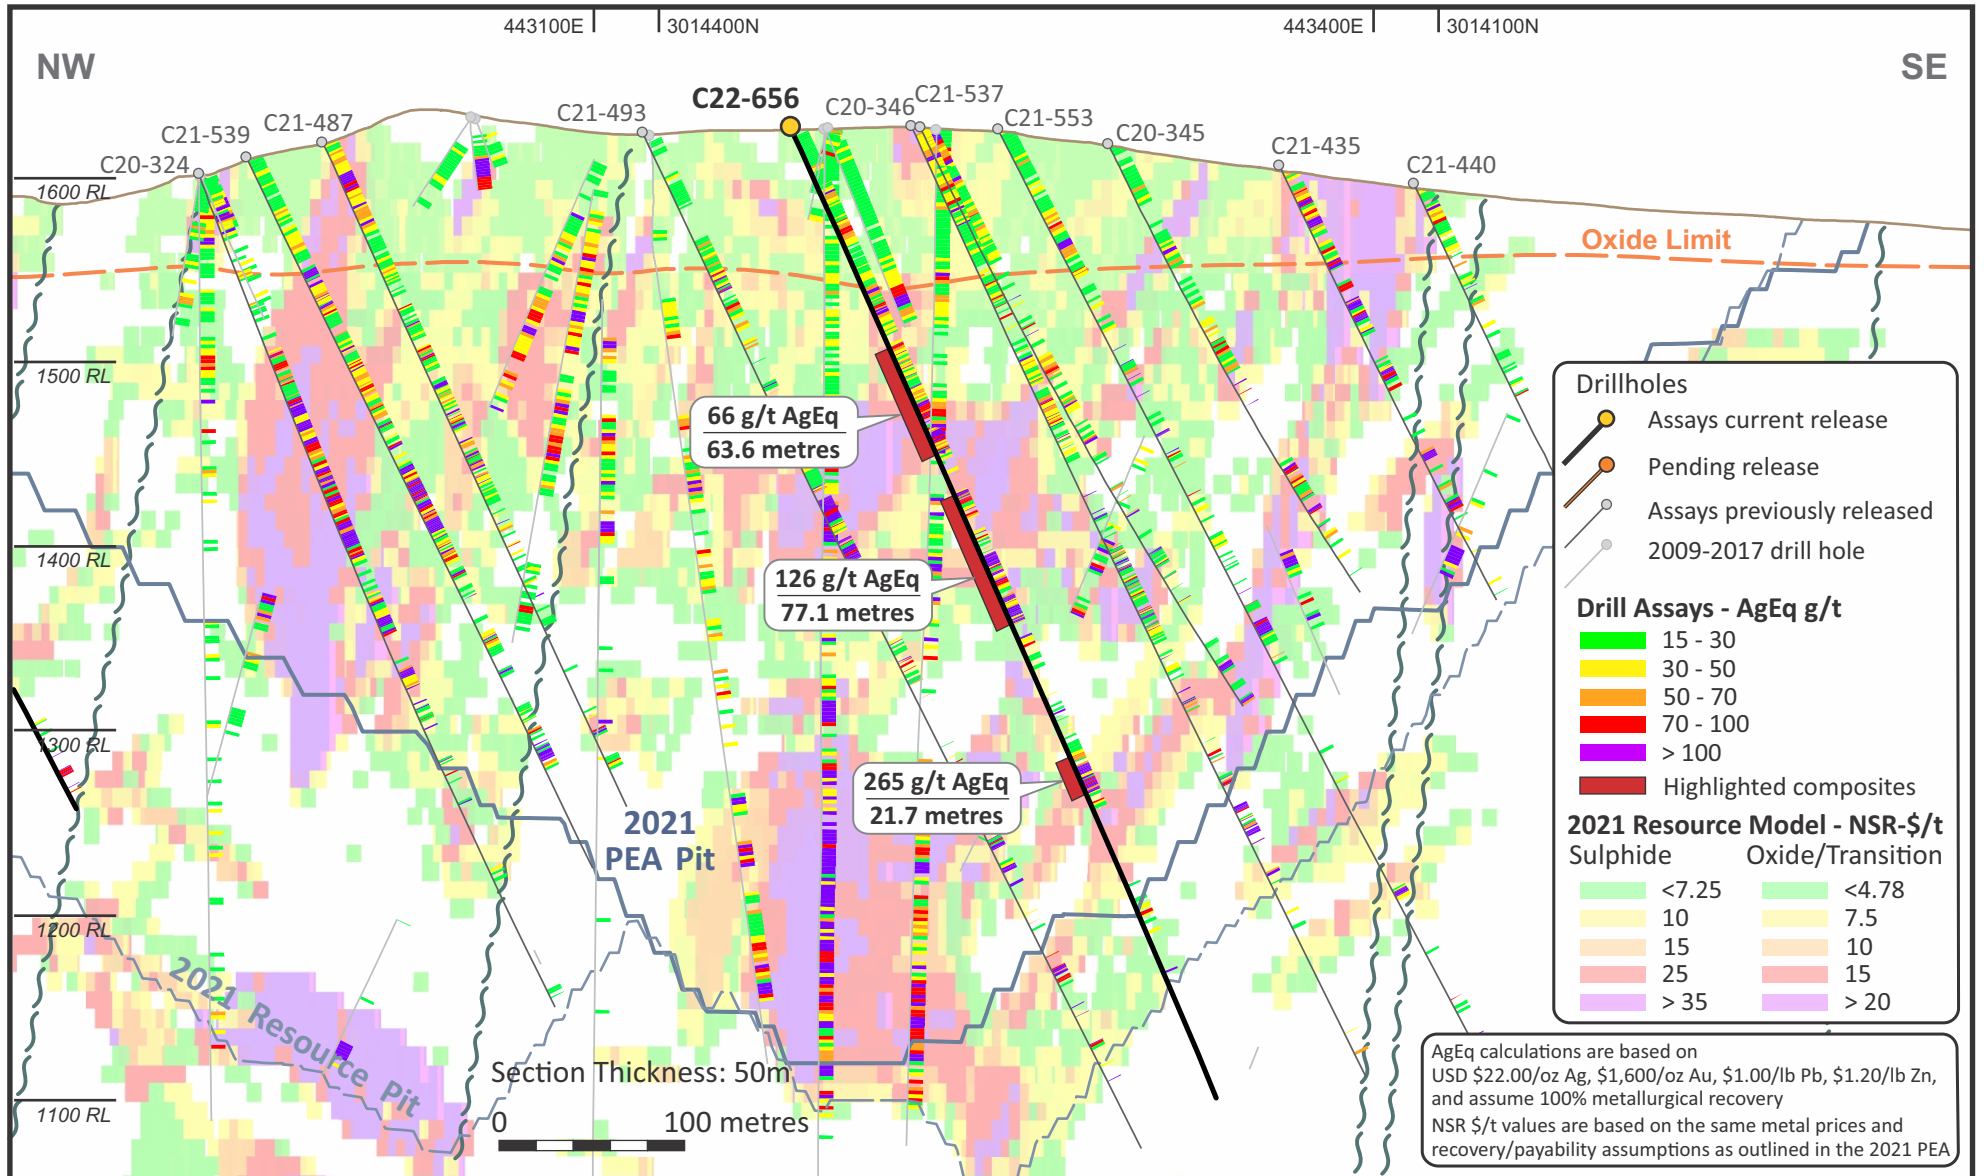 443100E
3014400N
443400E
3014100N
NW
SE
C20-324
C21-539
C21-487
C21-493
C22-656
C20-346
C21-537
C21-553
C20-345
C21-435
C21-440
1600 RL
1500 RL
1400 RL
1300 RL
1200 RL
1100 RL
Oxide Limit
66 g/t AgEq
63.6 metres
126 g/t AgEq
77.1 metres
265 g/t AgEq
21.7 metres
2021
PEA Pit
2021 Resource Pit
Section Thickness: 50m
0
100 metres
Drillholes
Assays current release
Pending release
Assays previously released
2009-2017 drill hole
Drill Assays - AgEq g/t
15 - 30
30 - 50
50 - 70
70 - 100
> 100
Highlighted composites
2021 Resource Model - NSR-$/t
Sulphide Oxide/Transition
<7.25 <4.78
10 7.5
15 10
25 15
> 35 > 20
AgEq calculations are based on
USD $22.00/oz Ag, $1,600/oz Au, $1.00/lb Pb, $1.20/lb Zn,
and assume 100% metallurgical recovery
NSR $/t values are based on the same metal prices and
recovery/payability assumptions as outlined in the 2021 PEA